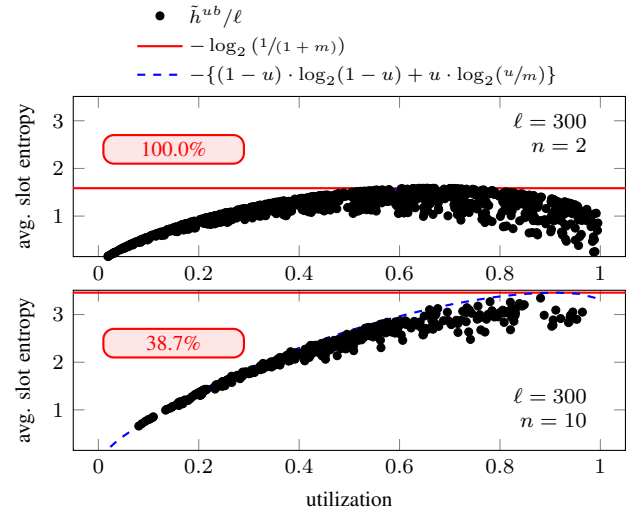 h̃^{ub}/ℓ
− log₂ (1/(1 + m))
−{(1 − u) · log₂(1 − u) + u · log₂(u/m)}
avg. slot entropy
3
2
1
100.0%
ℓ = 300
n = 2
0 0.2 0.4 0.6 0.8 1
avg. slot entropy
3
2
1
38.7%
ℓ = 300
n = 10
0 0.2 0.4 0.6 0.8 1
utilization